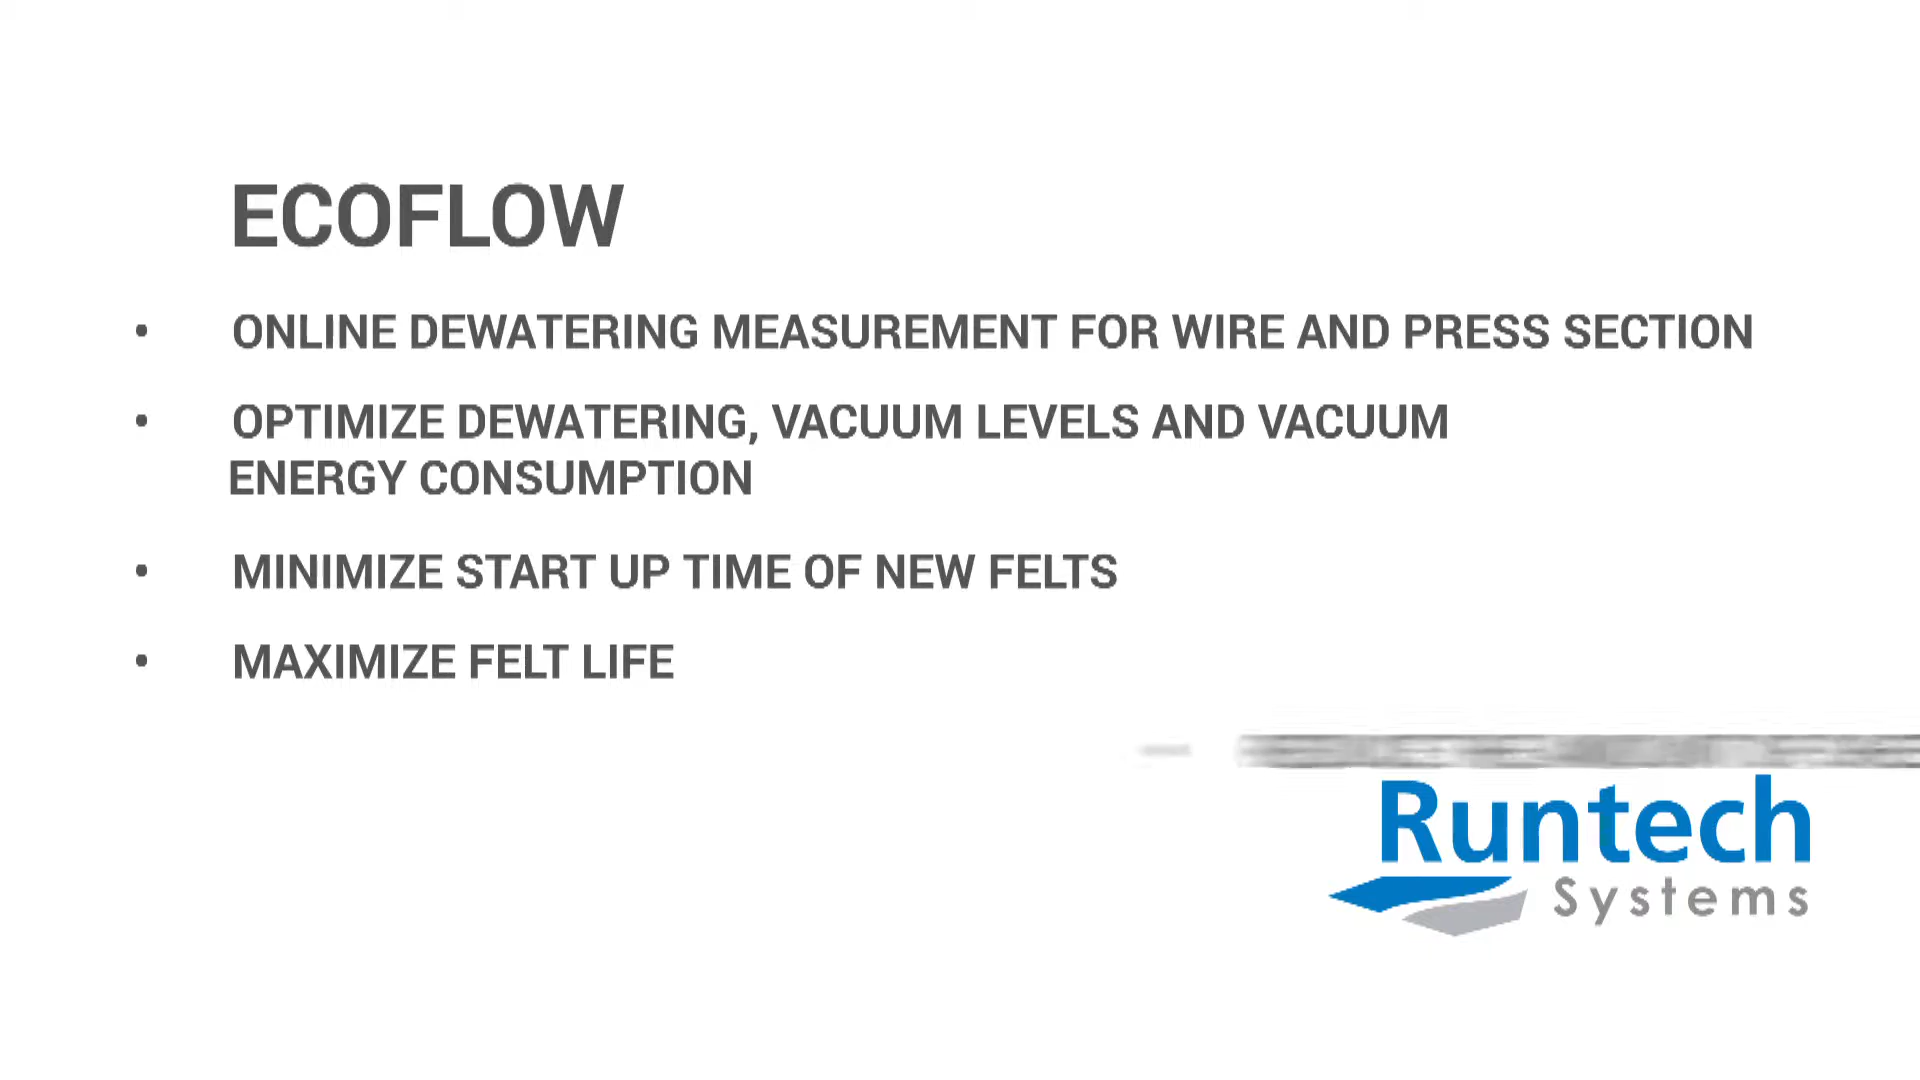 ECOFLOW
• ONLINE DEWATERING MEASUREMENT FOR WIRE AND PRESS SECTION
• OPTIMIZE DEWATERING, VACUUM LEVELS AND VACUUM
ENERGY CONSUMPTION
• MINIMIZE START UP TIME OF NEW FELTS
• MAXIMIZE FELT LIFE
Runtech
Systems